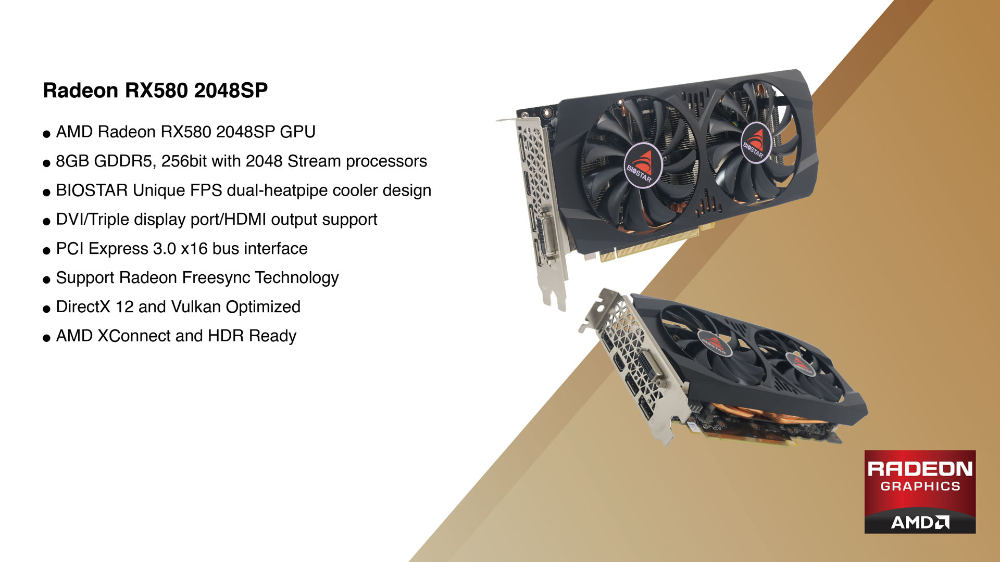 Radeon RX580 2048SP
● AMD Radeon RX580 2048SP GPU
● 8GB GDDR5, 256bit with 2048 Stream processors
● BIOSTAR Unique FPS dual-heatpipe cooler design
● DVI/Triple display port/HDMI output support
● PCI Express 3.0 x16 bus interface
● Support Radeon Freesync Technology
● DirectX 12 and Vulkan Optimized
● AMD XConnect and HDR Ready
BIOSTAR
BIOSTAR
BIOSTAR
BIOSTAR
RADEON
GRAPHICS
AMD